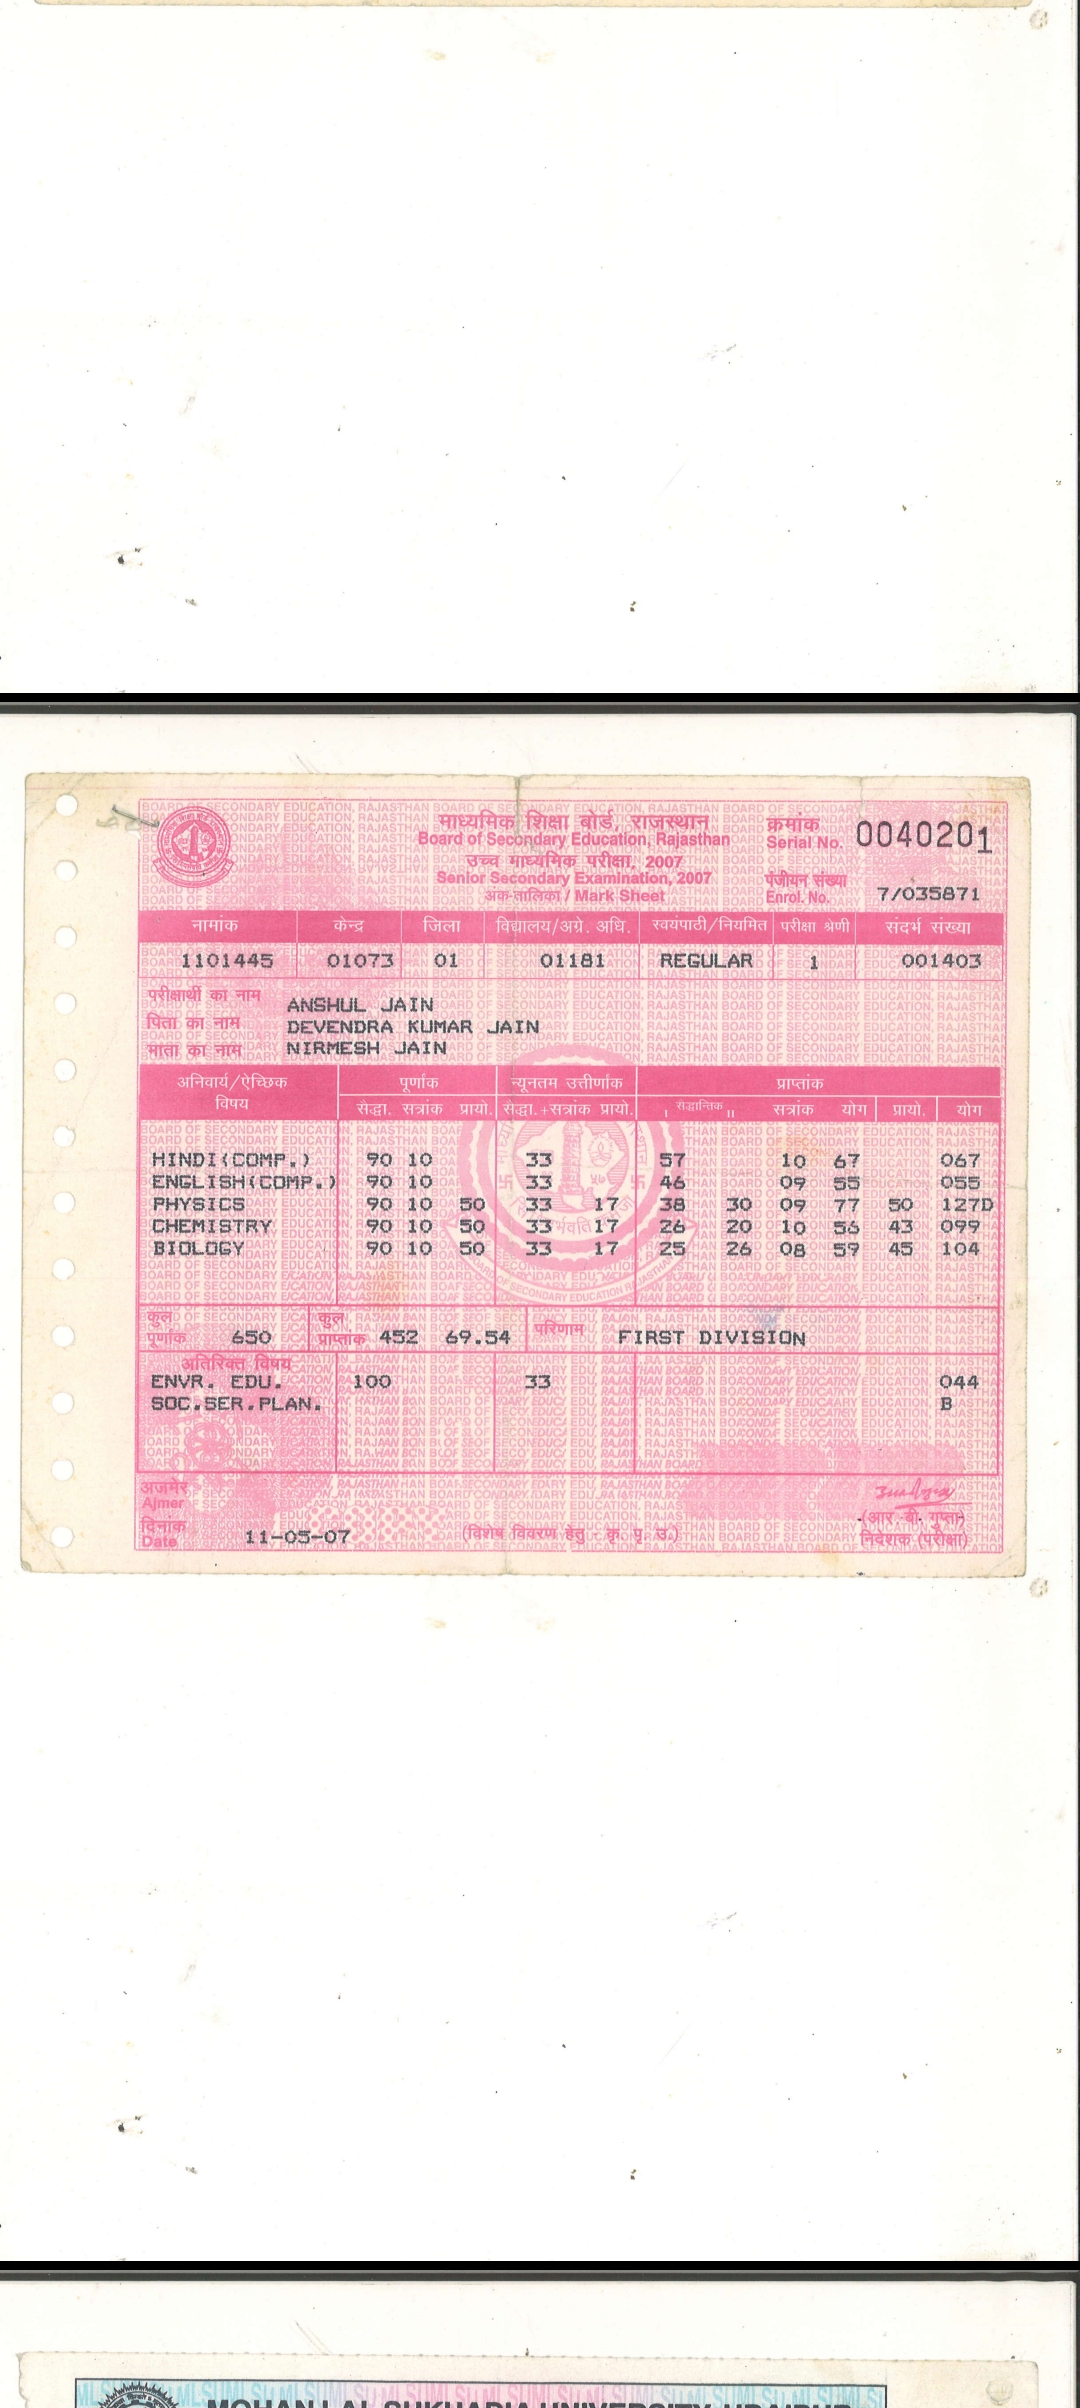 माध्यमिक शिक्षा बोर्ड, राजस्थान
Board of Secondary Education, Rajasthan
उच्च माध्यमिक परीक्षा, 2007
Senior Secondary Examination, 2007
अंक-तालिका / Mark Sheet
क्रमांक
Serial No. 0040201
पंजीयन संख्या
Enrol. No. 7/035871
नामांक केन्द्र जिला विद्यालय/अग्रे. अधि. स्वयंपाठी/नियमित परीक्षा श्रेणी संदर्भ संख्या
1101445 01073 01 01181 REGULAR 1 001403
परीक्षार्थी का नाम ANSHUL JAIN
पिता का नाम DEVENDRA KUMAR JAIN
माता का नाम NIRMESH JAIN
अनिवार्य/ऐच्छिक विषय पूर्णांक न्यूनतम उत्तीर्णांक प्राप्तांक
सैद्धा. सत्रांक प्रायो. सैद्धा.+सत्रांक प्रायो. I सैद्धान्तिक II सत्रांक योग प्रायो. योग
HINDI(COMP.) 90 10 33 57 10 67 067
ENGLISH(COMP.) 90 10 33 46 09 55 055
PHYSICS 90 10 50 33 17 38 30 09 77 50 127D
CHEMISTRY 90 10 50 33 17 26 20 10 56 43 099
BIOLOGY 90 10 50 33 17 25 26 08 59 45 104
कुल पूर्णांक 650 कुल प्राप्तांक 452 69.54 परिणाम FIRST DIVISION
अतिरिक्त विषय
ENVR. EDU. 100 33 044
SOC.SER.PLAN. B
अजमेर
Ajmer
दिनांक
Date 11-05-07
(विशेष विवरण हेतु - कृ. पृ. उ.)
(आर. बी. गुप्ता)
निदेशक (परीक्षा)
MOHAN LAL SUKHADIA UNIVERSITY, UDAIPUR